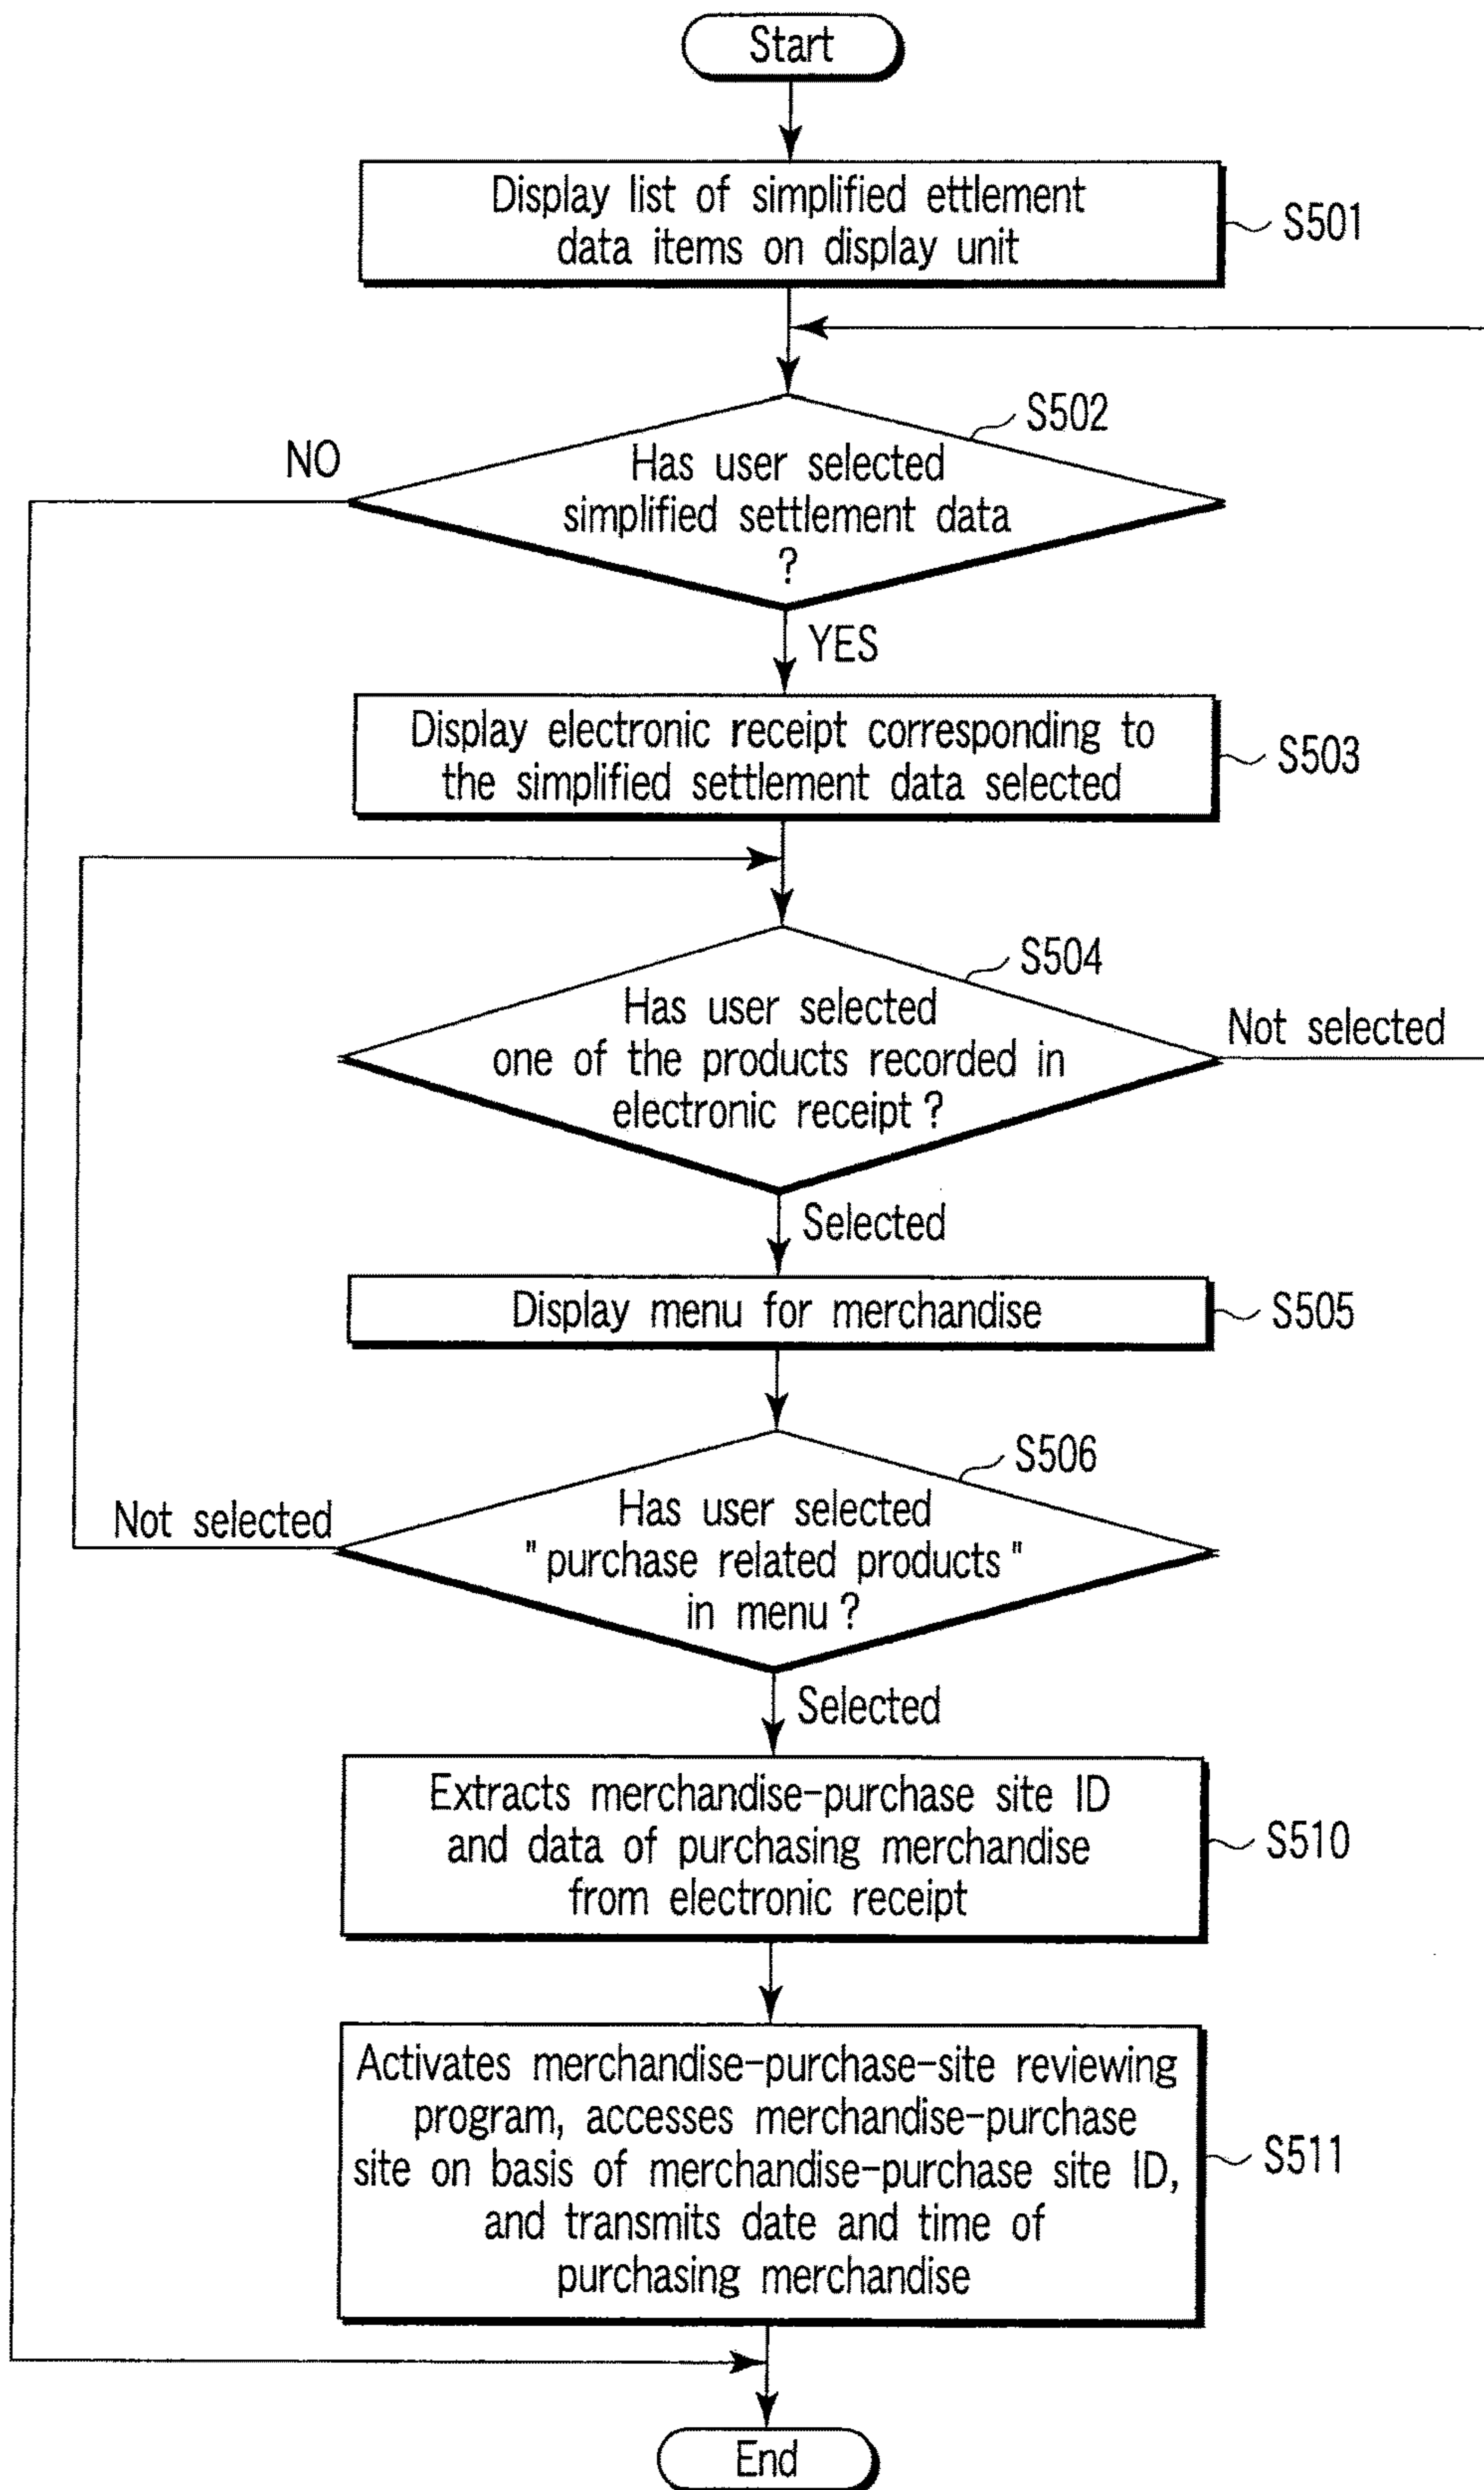 Start
Display list of simplified ettlement
data items on display unit
S501
S502
NO
Has user selected
simplified settlement data
?
YES
Display electronic receipt corresponding to
the simplified settlement data selected
S503
S504
Has user selected
one of the products recorded in
electronic receipt ?
Not selected
Selected
Display menu for merchandise
S505
S506
Not selected
Has user selected
"purchase related products"
in menu ?
Selected
Extracts merchandise-purchase site ID
and data of purchasing merchandise
from electronic receipt
S510
Activates merchandise-purchase-site reviewing
program, accesses merchandise-purchase
site on basis of merchandise-purchase site ID,
and transmits date and time of
purchasing merchandise
S511
End